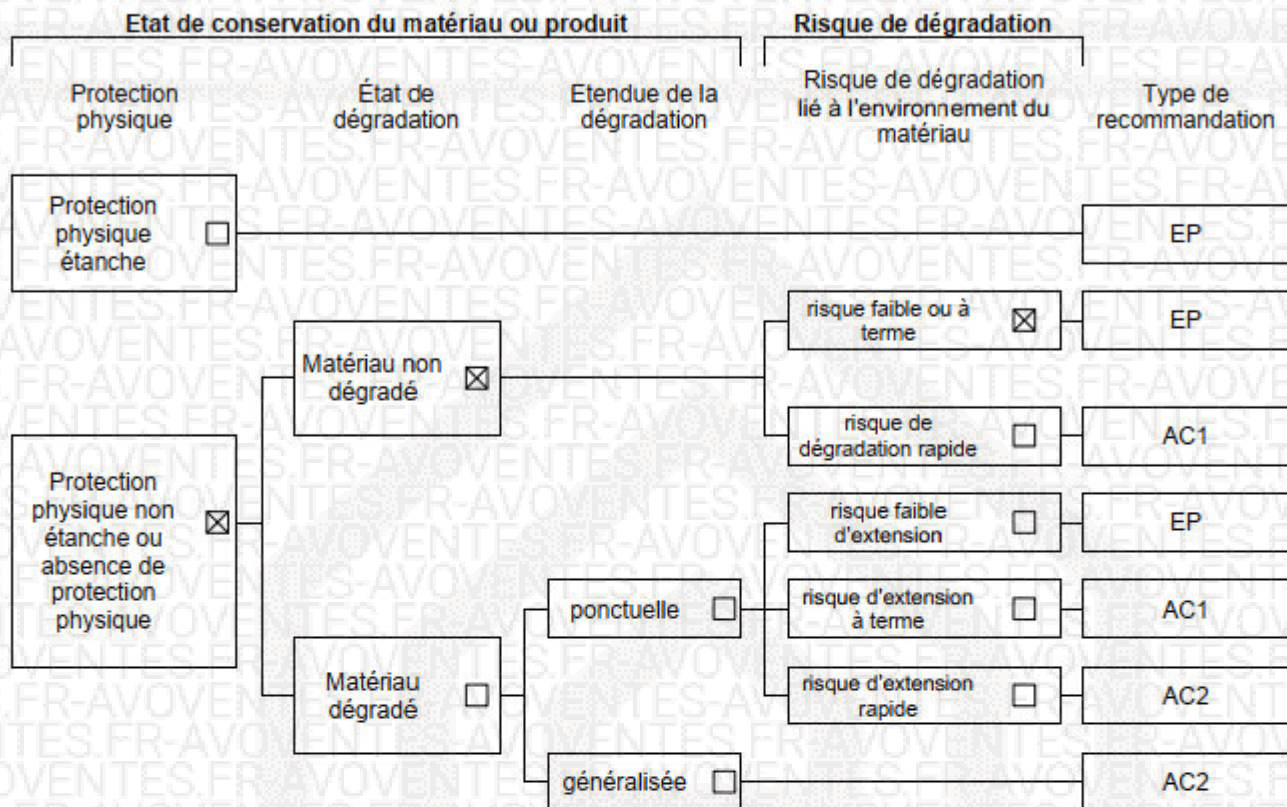 Etat de conservation du matériau ou produit
Risque de dégradation
Protection
physique
État de
dégradation
Etendue de la
dégradation
Risque de dégradation
lié à l'environnement du
matériau
Type de
recommandation
Protection
physique
étanche
EP
risque faible ou à
terme
EP
Matériau non
dégradé
risque de
dégradation rapide
AC1
Protection
physique non
étanche ou
absence de
protection
physique
risque faible
d'extension
EP
ponctuelle
risque d'extension
à terme
AC1
Matériau
dégradé
risque d'extension
rapide
AC2
généralisée
AC2